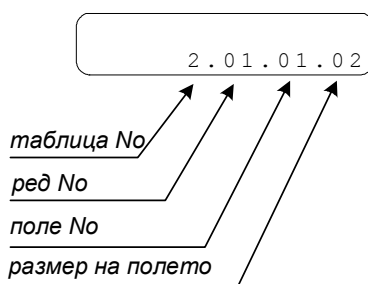 2.01.01.02
таблица No
ред No
поле No
размер на полето